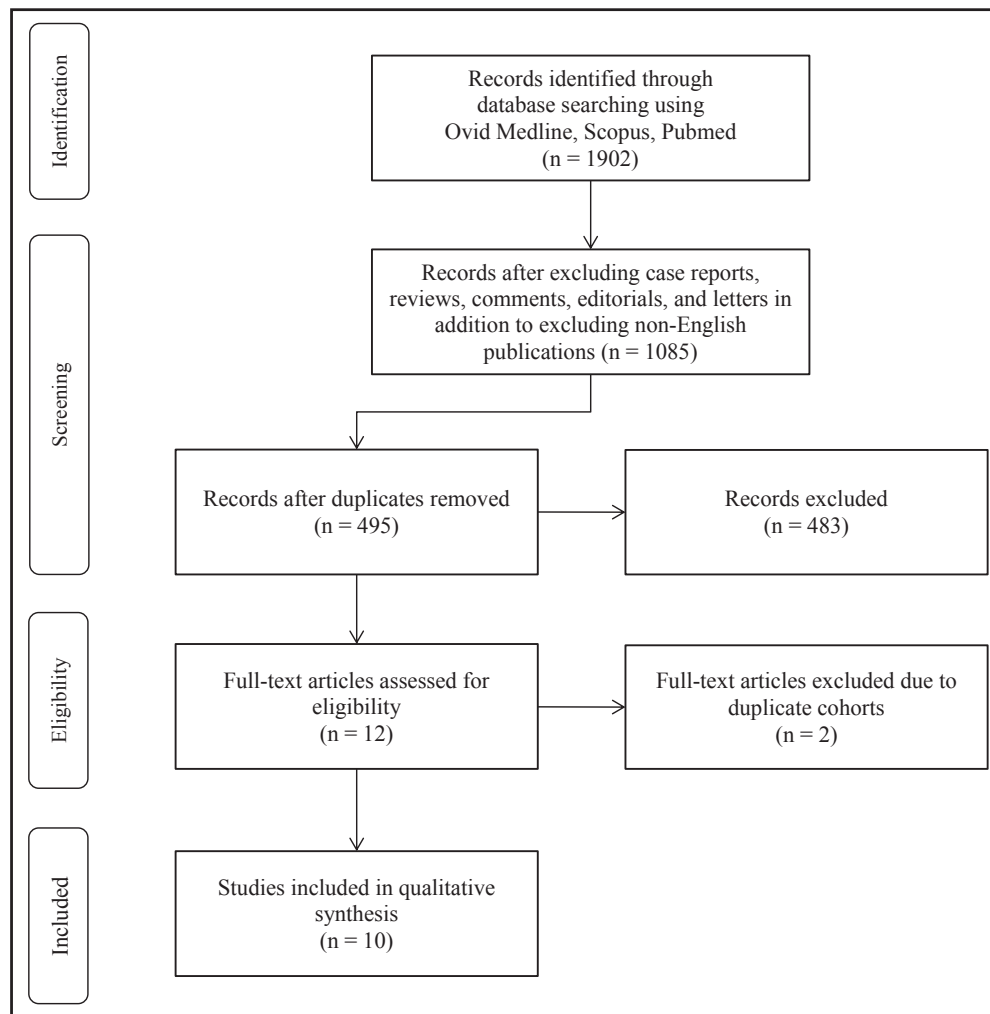 Identification
Records identified through
database searching using
Ovid Medline, Scopus, Pubmed
(n = 1902)
Screening
Records after excluding case reports,
reviews, comments, editorials, and letters in
addition to excluding non-English
publications (n = 1085)
Records after duplicates removed
(n = 495)
Records excluded
(n = 483)
Eligibility
Full-text articles assessed for
eligibility
(n = 12)
Full-text articles excluded due to
duplicate cohorts
(n = 2)
Included
Studies included in qualitative
synthesis
(n = 10)